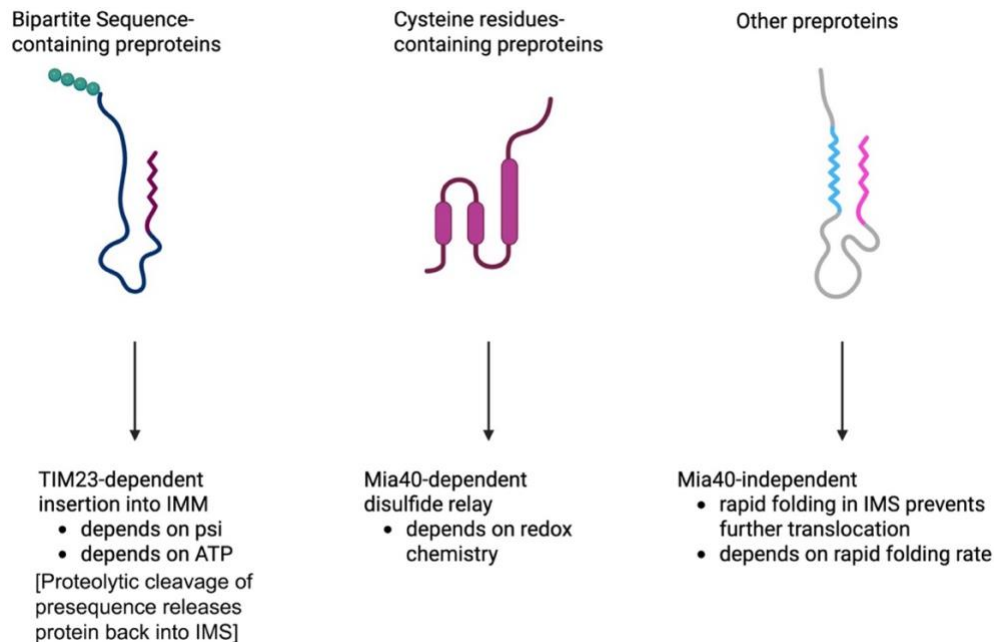 Bipartite Sequence-
containing preproteins
Cysteine residues-
containing preproteins
Other preproteins
TIM23-dependent
insertion into IMM
• depends on psi
• depends on ATP
[Proteolytic cleavage of
presequence releases
protein back into IMS]
Mia40-dependent
disulfide relay
• depends on redox
chemistry
Mia40-independent
• rapid folding in IMS prevents
further translocation
• depends on rapid folding rate